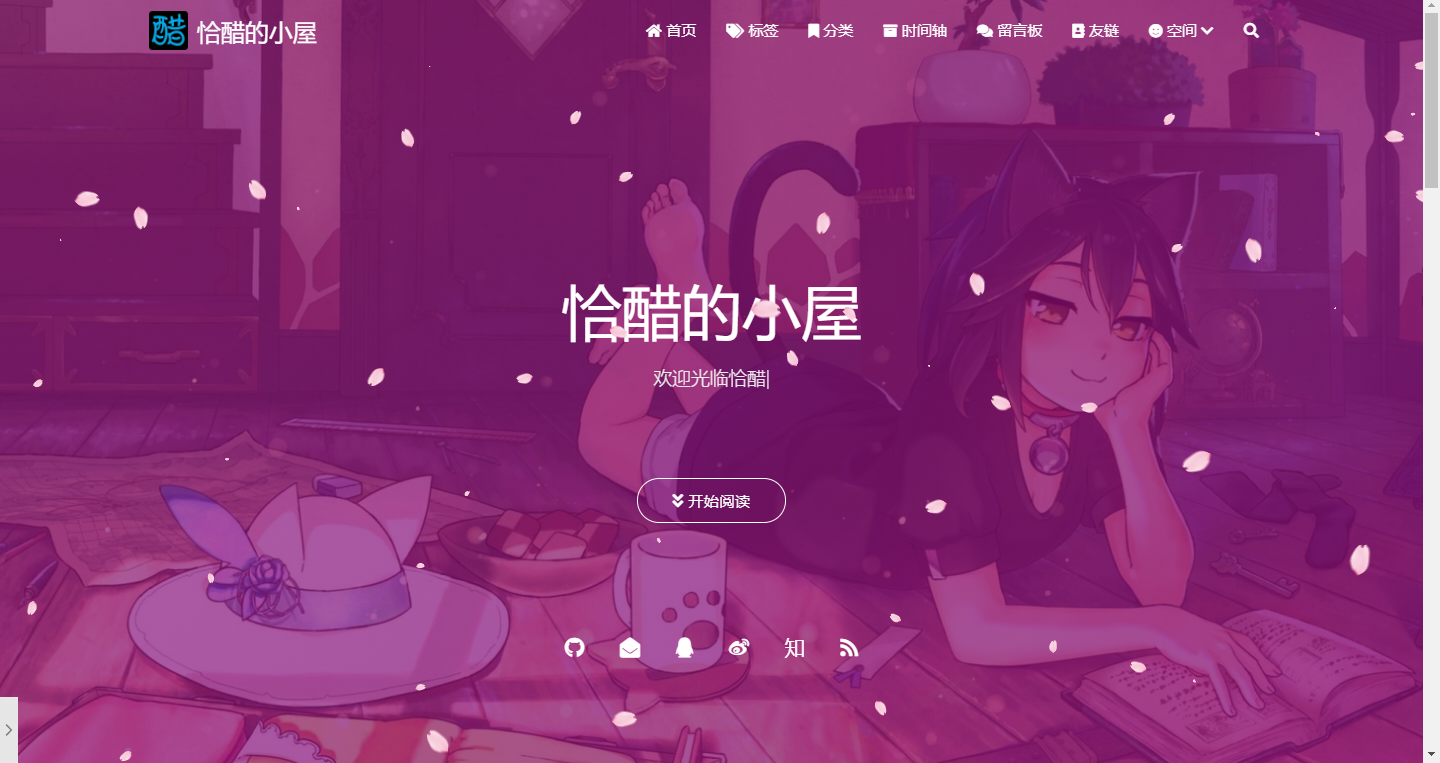 醋 恰醋的小屋
首页 标签 分类 时间轴 留言板 友链 空间
恰醋的小屋
欢迎光临恰醋|
开始阅读
知